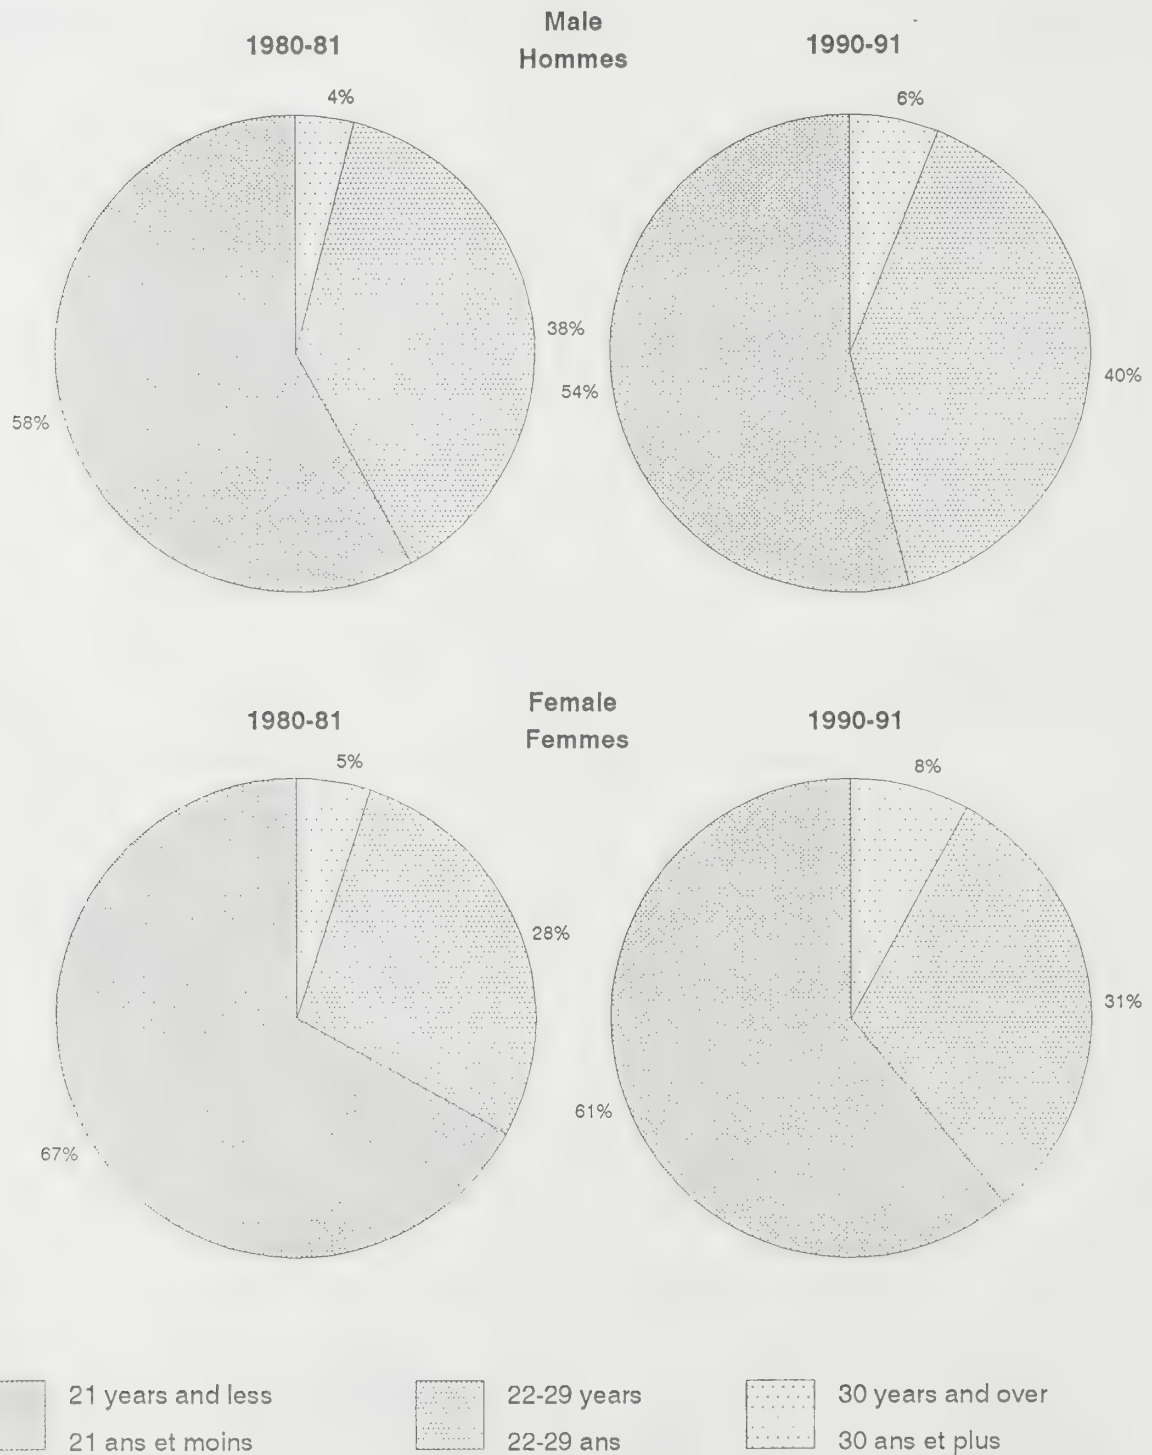 Male
Hommes
1980-81
1990-91
4%
6%
38%
54%
40%
58%
Female
Femmes
1980-81
1990-91
5%
8%
28%
31%
61%
67%
21 years and less
21 ans et moins
22-29 years
22-29 ans
30 years and over
30 ans et plus